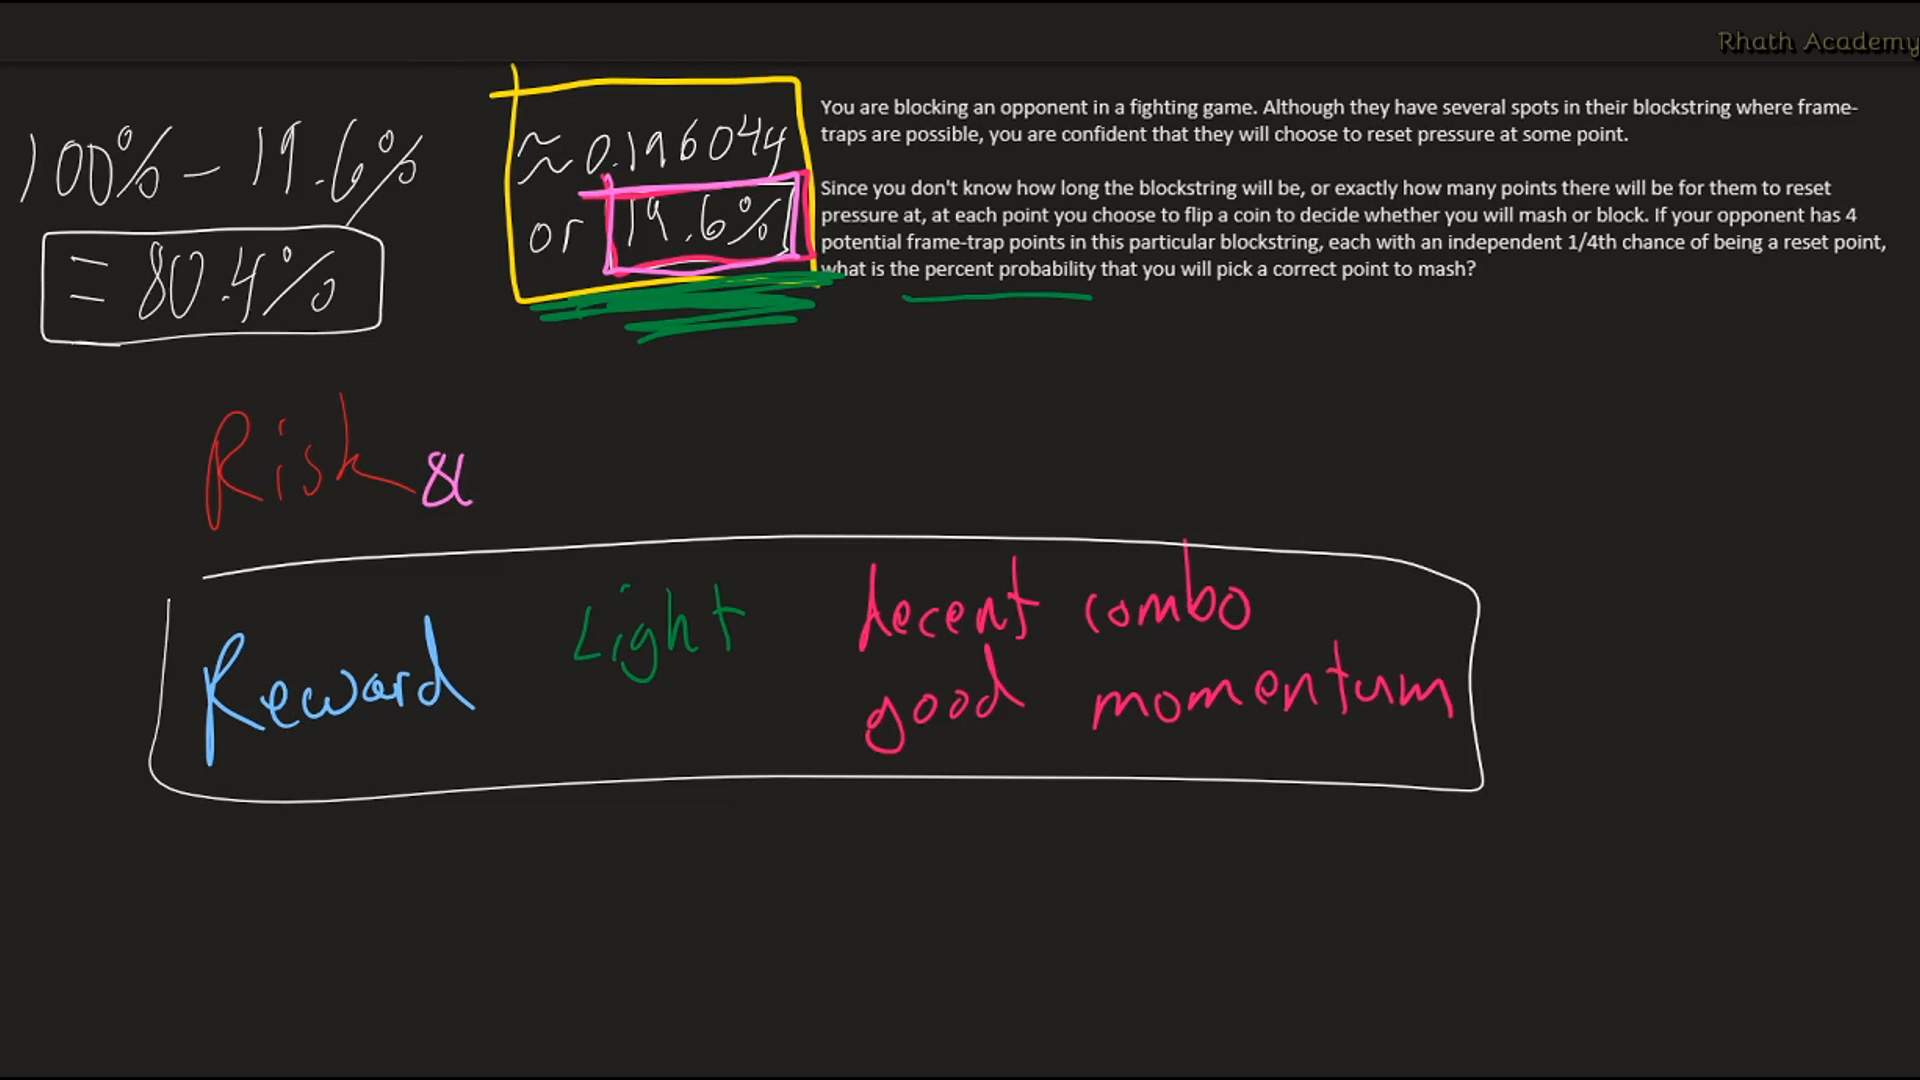 Rhath Academy
100% - 19.6%
= 80.4%
≈ 0.196044
or 19.6%
You are blocking an opponent in a fighting game. Although they have several spots in their blockstring where frame-
traps are possible, you are confident that they will choose to reset pressure at some point.
Since you don't know how long the blockstring will be, or exactly how many points there will be for them to reset
pressure at, at each point you choose to flip a coin to decide whether you will mash or block. If your opponent has 4
potential frame-trap points in this particular blockstring, each with an independent 1/4th chance of being a reset point,
what is the percent probability that you will pick a correct point to mash?
Risk &
Reward
Light
decent combo
good momentum